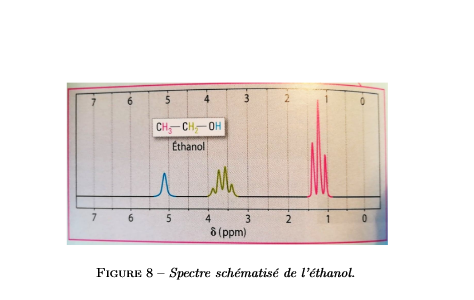 7 6 5 4 3 2 1 0
CH₃—CH₂—OH
Éthanol
7 6 5 4 3 2 1 0
δ (ppm)
FIGURE 8 – Spectre schématisé de l'éthanol.